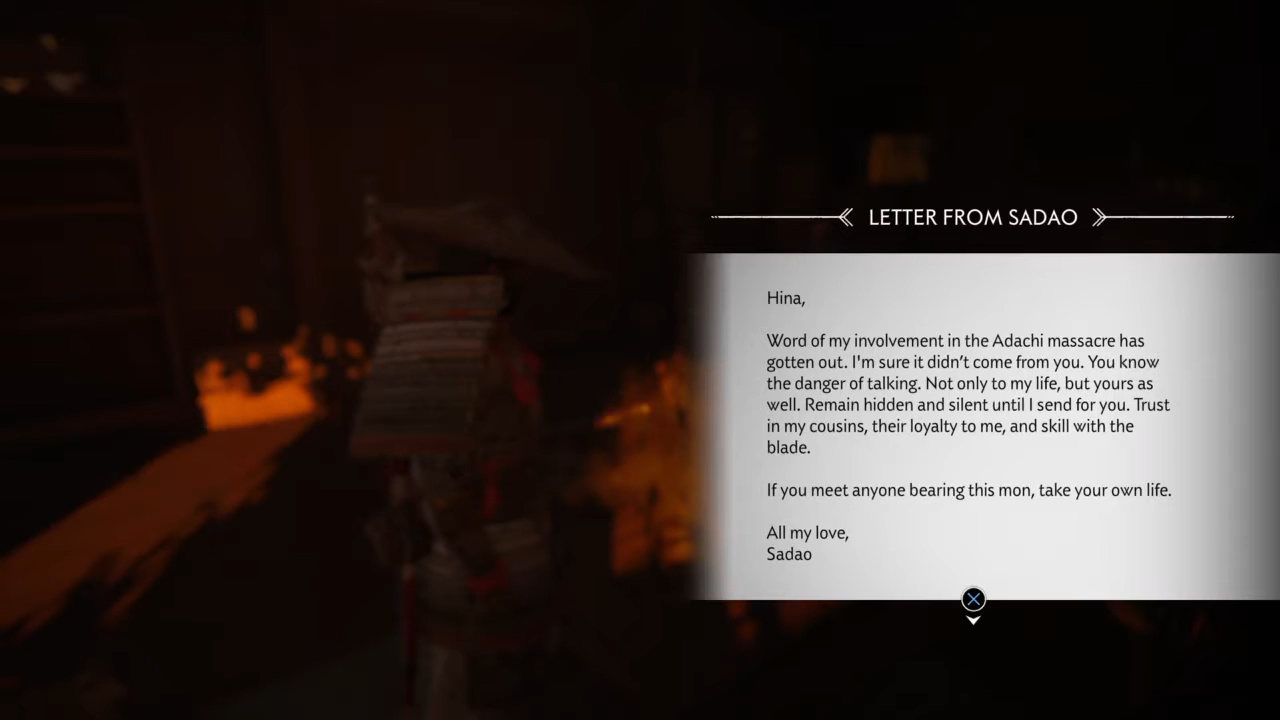 LETTER FROM SADAO
Hina,
Word of my involvement in the Adachi massacre has
gotten out. I'm sure it didn’t come from you. You know
the danger of talking. Not only to my life, but yours as
well. Remain hidden and silent until I send for you. Trust
in my cousins, their loyalty to me, and skill with the
blade.
If you meet anyone bearing this mon, take your own life.
All my love,
Sadao